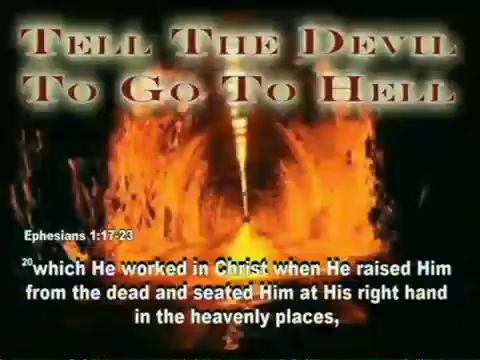 TELL THE DEVIL
TO GO TO HELL
Ephesians 1:17-23
20which He worked in Christ when He raised Him
from the dead and seated Him at His right hand
in the heavenly places,